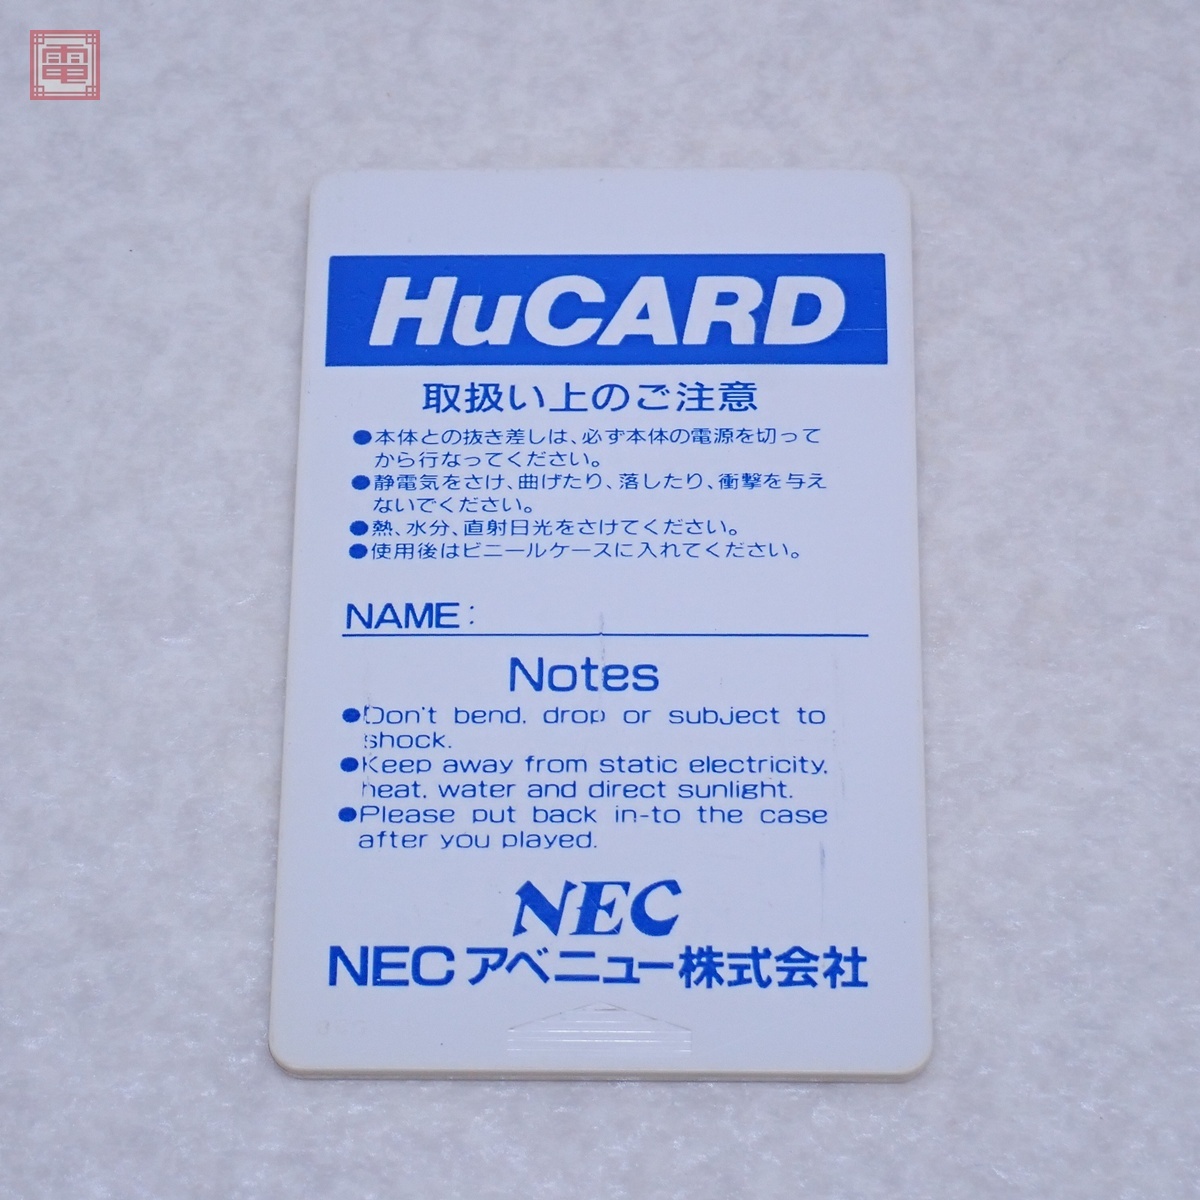 電
HuCARD
取扱い上のご注意
●本体との抜き差しは、必ず本体の電源を切って
から行なってください。
●静電気をさけ、曲げたり、落したり、衝撃を与え
ないでください。
●熱、水分、直射日光をさけてください。
●使用後はビニールケースに入れてください。
NAME:
Notes
●Don't bend, drop or subject to
shock.
●Keep away from static electricity,
heat, water and direct sunlight.
●Please put back in-to the case
after you played.
NEC
NECアベニュー株式会社